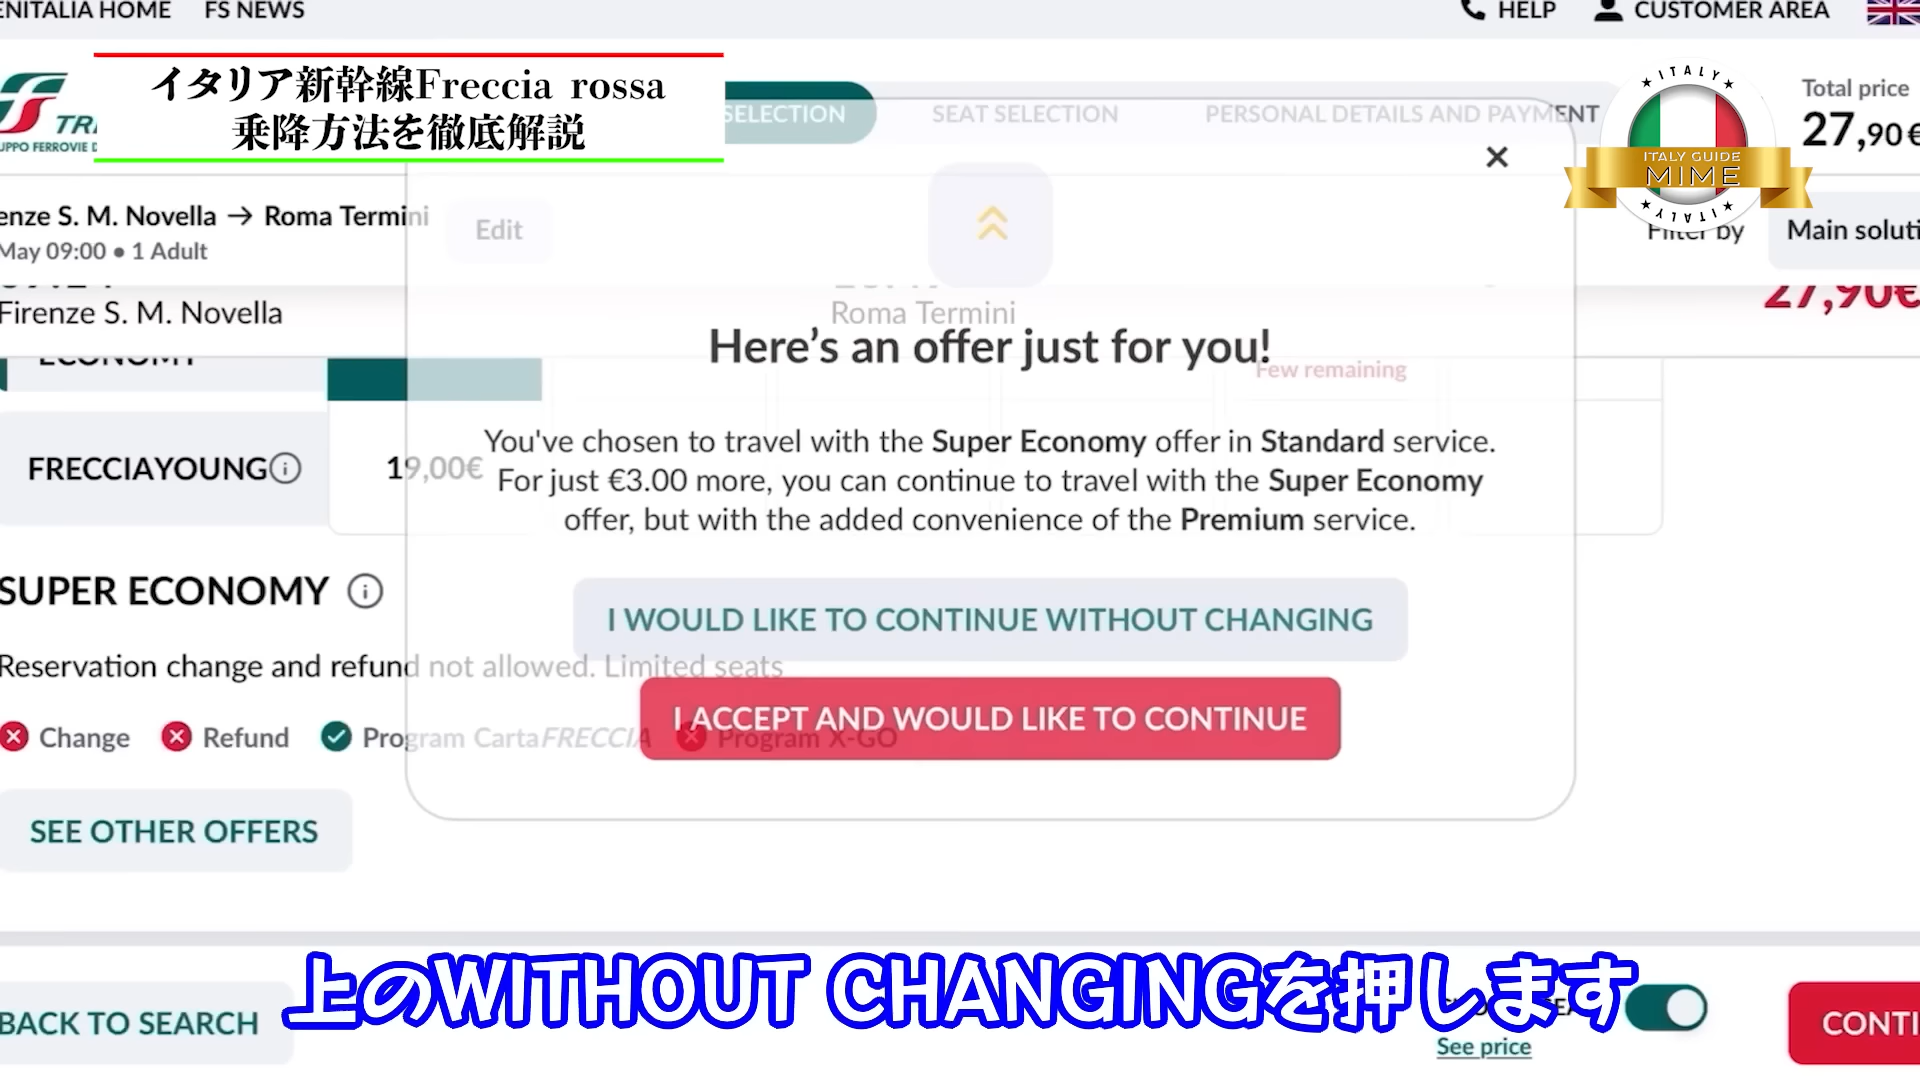 ENITALIA HOME FS NEWS HELP CUSTOMER AREA
イタリア新幹線Freccia rossa
乗降方法を徹底解説
TR
UPPO FERROVIE D
SELECTION SEAT SELECTION PERSONAL DETAILS AND PAYMENT
ITALY
ITALY GUIDE
MIME
ITALY
Total price
27,90€
enze S. M. Novella → Roma Termini
May 09:00 • 1 Adult
Edit
Filter by
Main soluti
Firenze S. M. Novella
Roma Termini
27,90€
ECONOMY
Few remaining
FRECCIAYOUNG
19,00€
Here's an offer just for you!
You've chosen to travel with the Super Economy offer in Standard service.
For just €3.00 more, you can continue to travel with the Super Economy
offer, but with the added convenience of the Premium service.
I WOULD LIKE TO CONTINUE WITHOUT CHANGING
I ACCEPT AND WOULD LIKE TO CONTINUE
SUPER ECONOMY
Reservation change and refund not allowed. Limited seats
Change Refund Program CartaFRECCIA Program X-GO
SEE OTHER OFFERS
BACK TO SEARCH
上のWITHOUT CHANGINGを押します
See price
CONTI